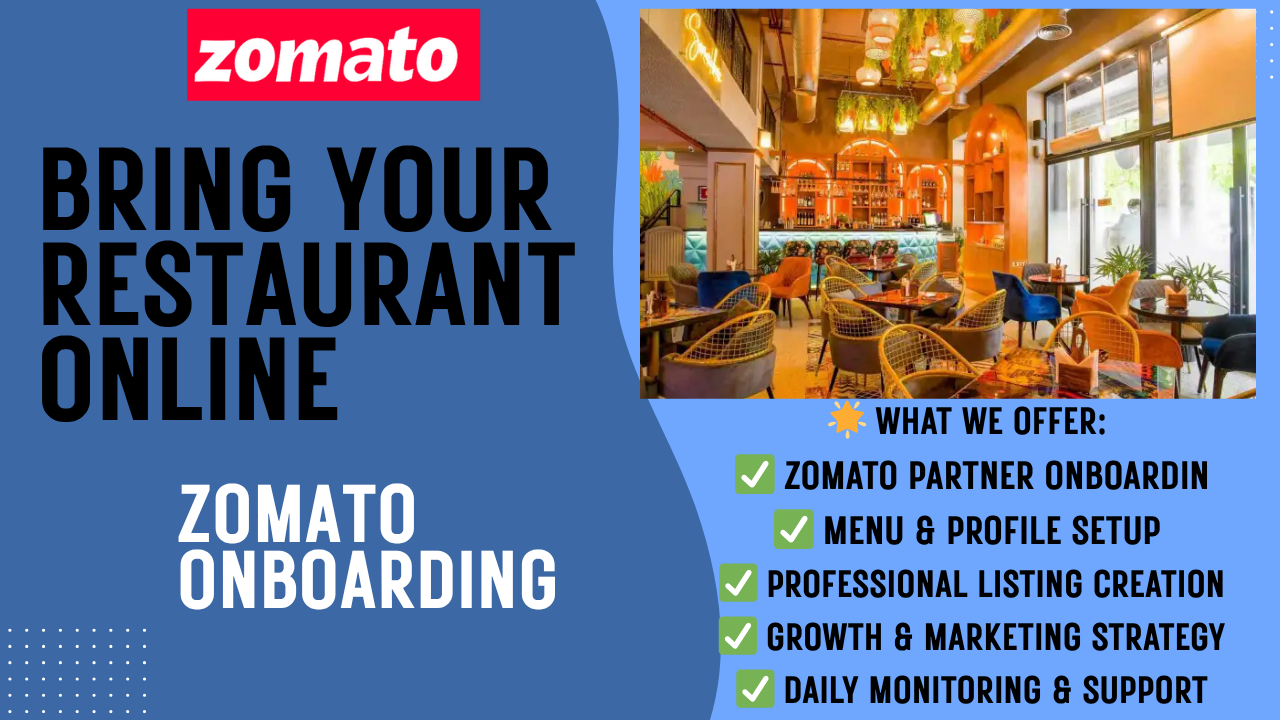 zomato
BRING YOUR
RESTAURANT
ONLINE
ZOMATO
ONBOARDING
🌟 WHAT WE OFFER:
✅ ZOMATO PARTNER ONBOARDIN
✅ MENU & PROFILE SETUP
✅ PROFESSIONAL LISTING CREATION
✅ GROWTH & MARKETING STRATEGY
✅ DAILY MONITORING & SUPPORT